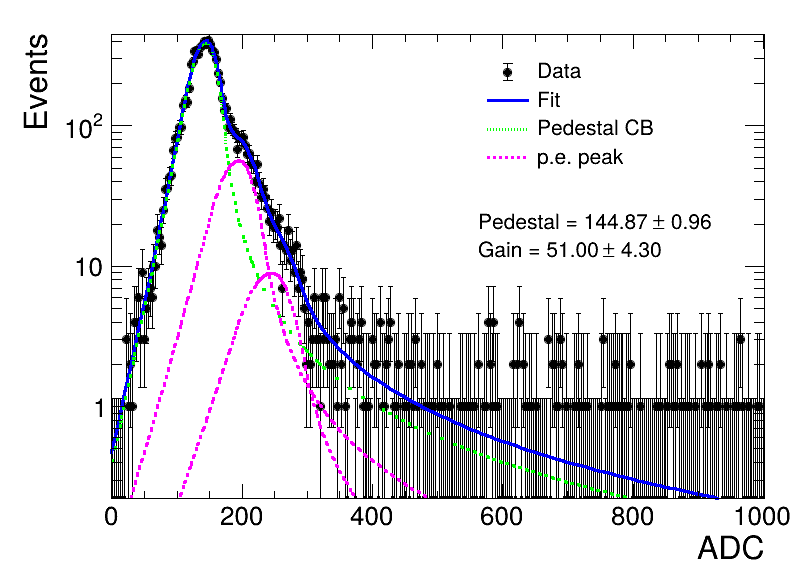 Events
10²
10
1
Data
Fit
Pedestal CB
p.e. peak
Pedestal = 144.87 ± 0.96
Gain = 51.00 ± 4.30
0 200 400 600 800 1000
ADC